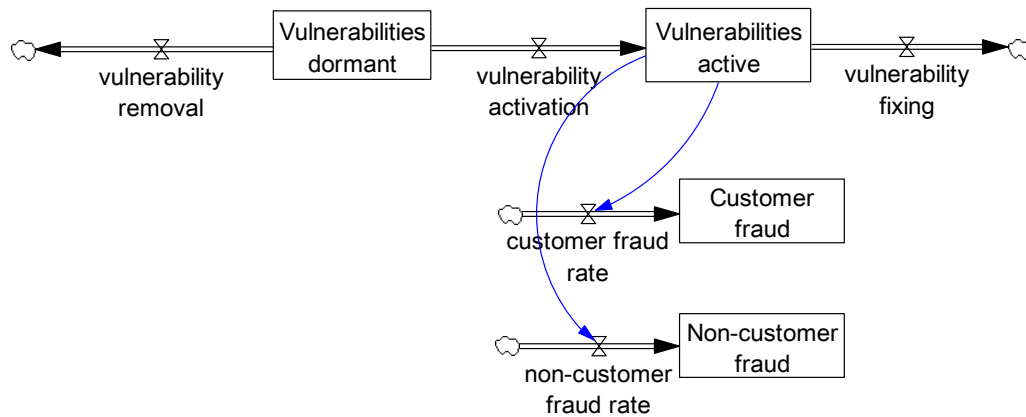 Vulnerabilities
dormant
Vulnerabilities
active
vulnerability
removal
vulnerability
activation
vulnerability
fixing
Customer
fraud
customer fraud
rate
Non-customer
fraud
non-customer
fraud rate